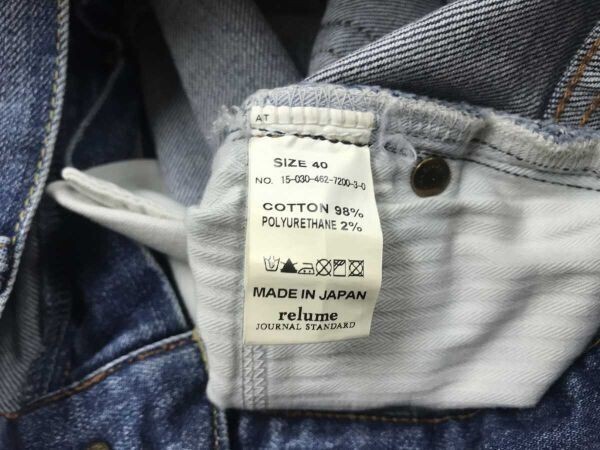 AT
SIZE 40
NO. 15-030-462-7200-3-0
COTTON 98%
POLYURETHANE 2%
MADE IN JAPAN
relume
JOURNAL STANDARD